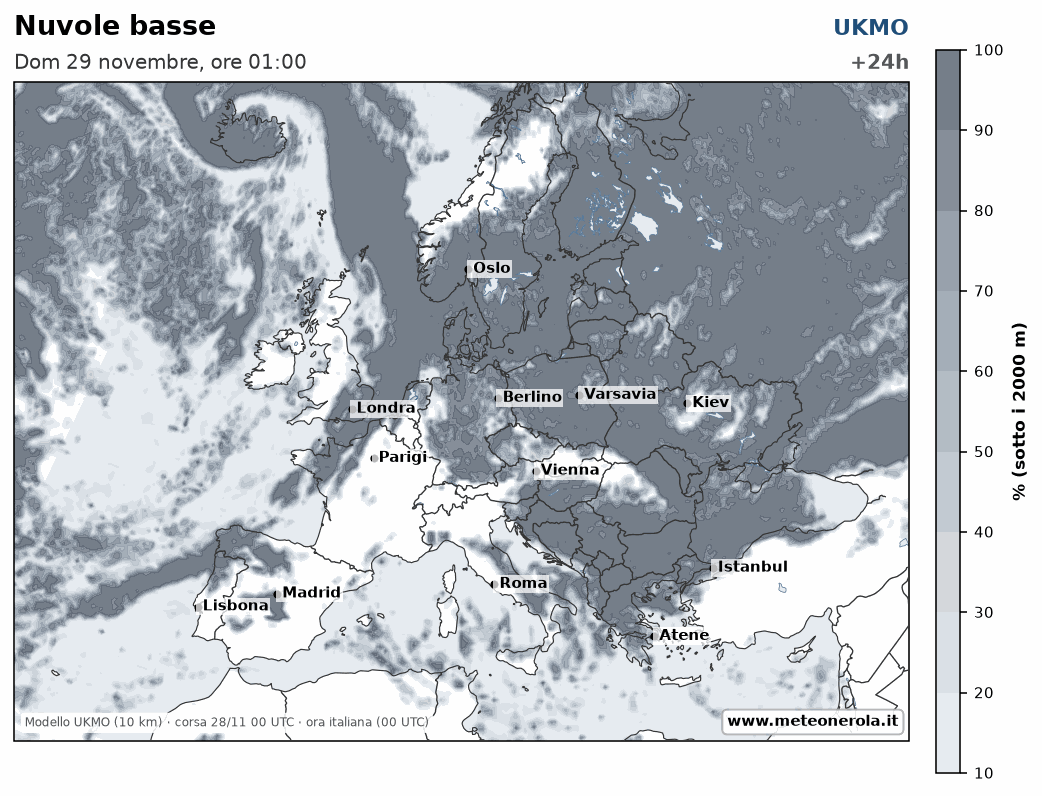 Nuvole basse
UKMO
Dom 29 novembre, ore 01:00
+24h
100
90
80
70
60
50
40
30
20
10
% (sotto i 2000 m)
Oslo
Berlino
Varsavia
Kiev
Londra
Parigi
Vienna
Istanbul
Roma
Madrid
Lisbona
Atene
Modello UKMO (10 km) · corsa 28/11 00 UTC · ora italiana (00 UTC)
www.meteonerola.it